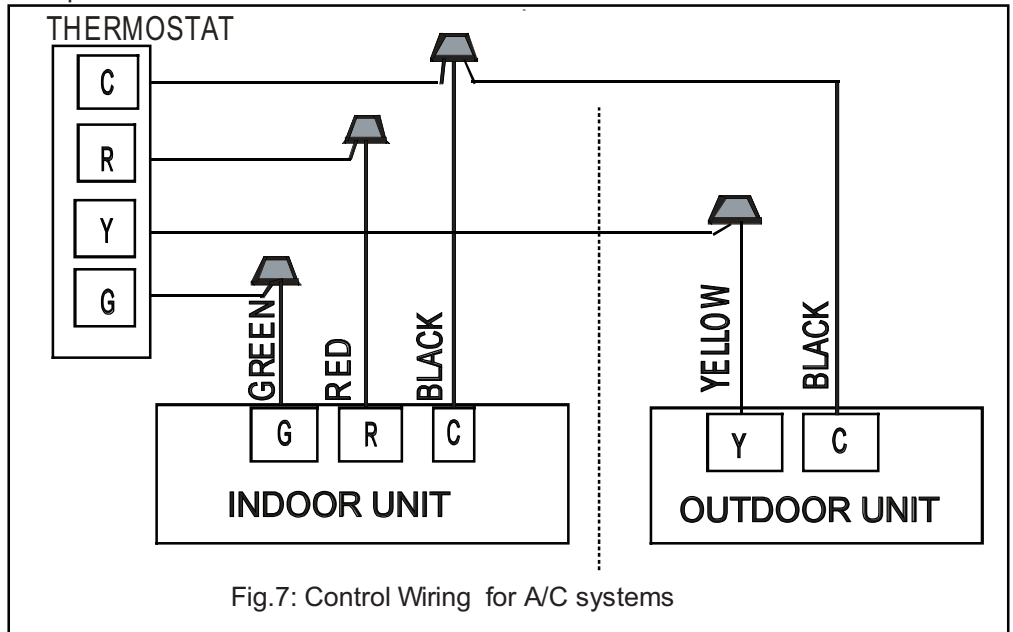 THERMOSTAT
C
R
Y
G
GREEN
RED
BLACK
YELLOW
BLACK
G R C
Y C
INDOOR UNIT
OUTDOOR UNIT
Fig.7: Control Wiring for A/C systems